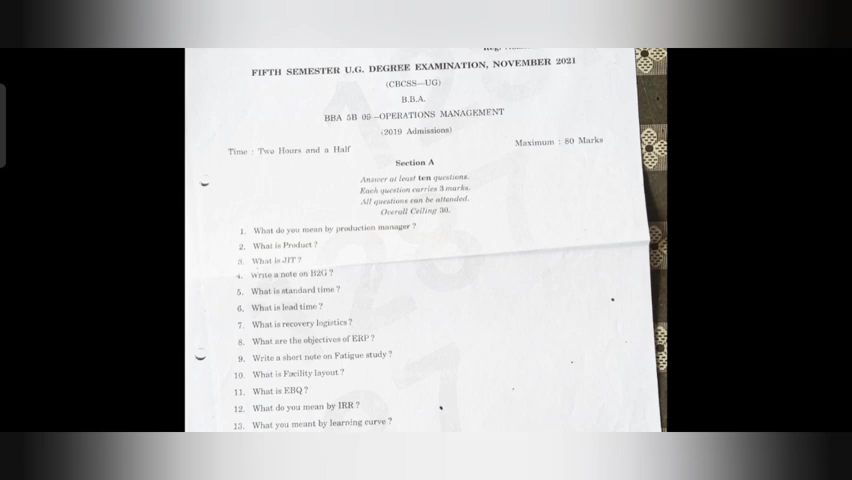 FIFTH SEMESTER U.G. DEGREE EXAMINATION, NOVEMBER 2021
(CBCSS—UG)
B.B.A.
BBA 5B 06—OPERATIONS MANAGEMENT
(2019 Admissions)
Time : Two Hours and a Half Maximum : 80 Marks
Section A
Answer at least ten questions.
Each question carries 3 marks.
All questions can be attended.
Overall Ceiling 30.
1. What do you mean by production manager ?
2. What is Product ?
3. What is JIT ?
4. Write a note on B2G ?
5. What is standard time ?
6. What is lead time ?
7. What is recovery logistics ?
8. What are the objectives of ERP ?
9. Write a short note on Fatigue study ?
10. What is Facility layout ?
11. What is EBQ ?
12. What do you mean by IRR ?
13. What you meant by learning curve ?